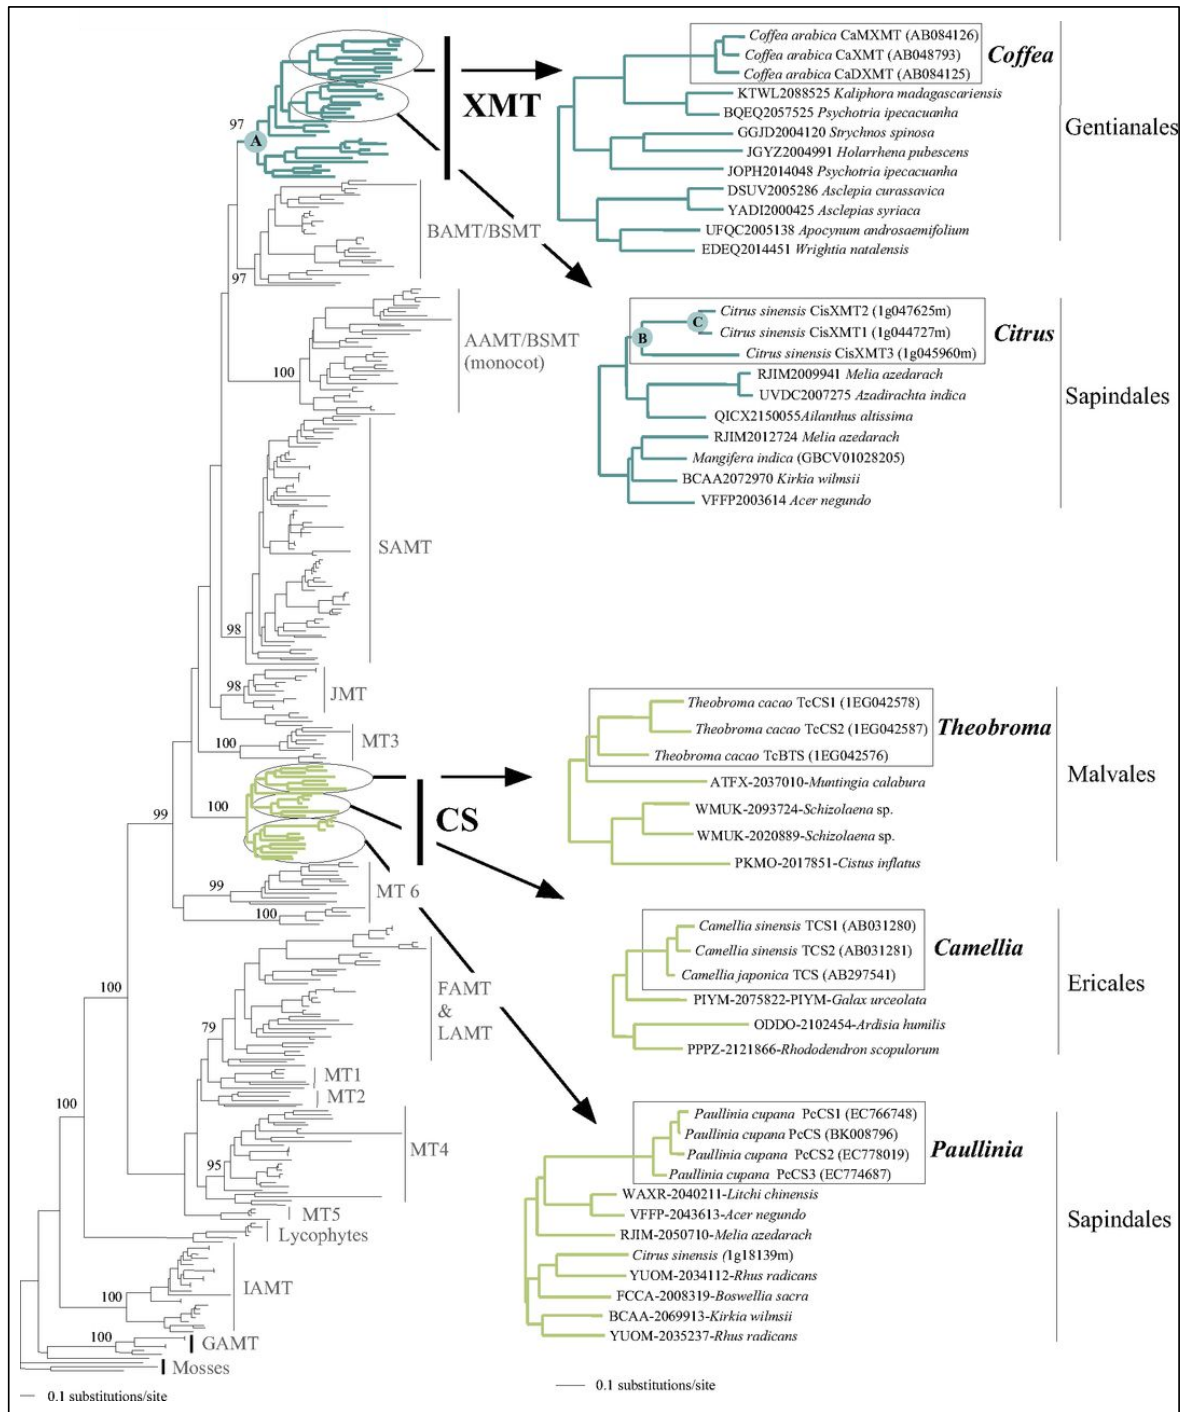 97
A
XMT
BAMT/BSMT
97
AAMT/BSMT
(monocot)
100
SAMT
98
JMT
98
MT3
100
99
100
CS
MT 6
99
100
100
FAMT
&
LAMT
79
MT1
MT2
MT4
95
MT5
Lycophytes
100
IAMT
100
GAMT
100
Mosses
0.1 substitutions/site
Coffea arabica CaMXMT (AB084126)
Coffea arabica CaXMT (AB048793)
Coffea arabica CaDXMT (AB084125)
Coffea
KTWL2088525 Kaliphora madagascariensis
BQEQ2057525 Psychotria ipecacuanha
GGJD2004120 Strychnos spinosa
JGYZ2004991 Holarrhena pubescens
JOPH2014048 Psychotria ipecacuanha
DSUV2005286 Asclepia curassavica
YADI2000425 Asclepias syriaca
UFQC2005138 Apocynum androsaemifolium
EDEQ2014451 Wrightia natalensis
Gentianales
Citrus sinensis CisXMT2 (1g047625m)
Citrus sinensis CisXMT1 (1g044727m)
Citrus sinensis CisXMT3 (1g045960m)
B
C
Citrus
RJIM2009941 Melia azedarach
UVDC2007275 Azadirachta indica
QICX2150055Ailanthus altissima
RJIM2012724 Melia azedarach
Mangifera indica (GBCV01028205)
BCAA2072970 Kirkia wilmsii
VFFP2003614 Acer negundo
Sapindales
Theobroma cacao TcCS1 (1EG042578)
Theobroma cacao TcCS2 (1EG042587)
Theobroma cacao TcBTS (1EG042576)
Theobroma
ATFX-2037010-Muntingia calabura
WMUK-2093724-Schizolaena sp.
WMUK-2020889-Schizolaena sp.
PKMO-2017851-Cistus inflatus
Malvales
Camellia sinensis TCS1 (AB031280)
Camellia sinensis TCS2 (AB031281)
Camellia japonica TCS (AB297541)
Camellia
PIYM-2075822-PIYM-Galax urceolata
ODDO-2102454-Ardisia humilis
PPPZ-2121866-Rhododendron scopulorum
Ericales
Paullinia cupana PcCS1 (EC766748)
Paullinia cupana PcCS (BK008796)
Paullinia cupana PcCS2 (EC778019)
Paullinia cupana PcCS3 (EC774687)
Paullinia
WAXR-2040211-Litchi chinensis
VFFP-2043613-Acer negundo
RJIM-2050710-Melia azedarach
Citrus sinensis (1g18139m)
YUOM-2034112-Rhus radicans
FCCA-2008319-Boswellia sacra
BCAA-2069913-Kirkia wilmsii
YUOM-2035237-Rhus radicans
Sapindales
0.1 substitutions/site